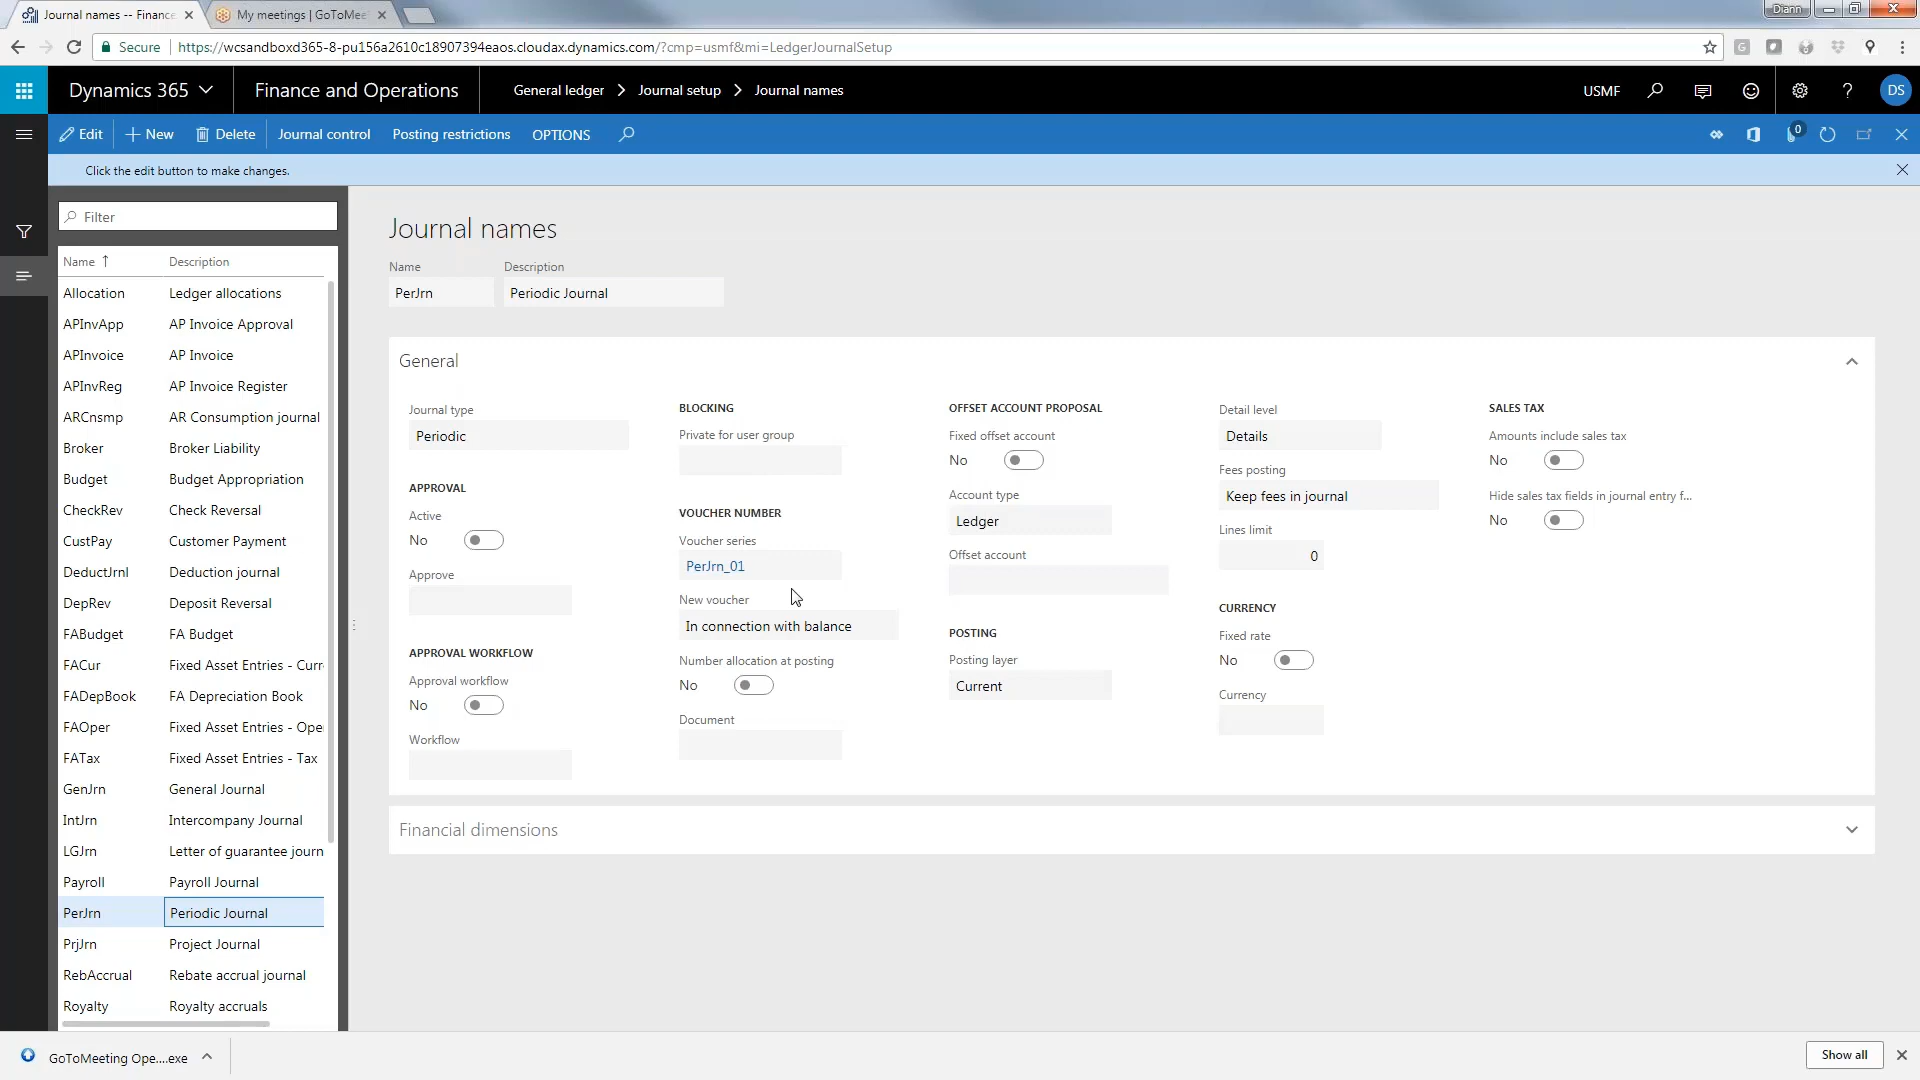 Journal names -- Finance
My meetings | GoToMee
Diann
Secure
https://wcsandboxd365-8-pu156a2610c18907394eaos.cloudax.dynamics.com/?cmp=usmf&mi=LedgerJournalSetup
Dynamics 365
Finance and Operations
General ledger > Journal setup > Journal names
USMF
?
DS
Edit
New
Delete
Journal control
Posting restrictions
OPTIONS
0
Click the edit button to make changes.
Filter
Name
Description
Allocation
Ledger allocations
APInvApp
AP Invoice Approval
APInvoice
AP Invoice
APInvReg
AP Invoice Register
ARCnsmp
AR Consumption journal
Broker
Broker Liability
Budget
Budget Appropriation
CheckRev
Check Reversal
CustPay
Customer Payment
DeductJrnl
Deduction journal
DepRev
Deposit Reversal
FABudget
FA Budget
FACur
Fixed Asset Entries - Curr
FADepBook
FA Depreciation Book
FAOper
Fixed Asset Entries - Ope
FATax
Fixed Asset Entries - Tax
GenJrn
General Journal
IntJrn
Intercompany Journal
LGJrn
Letter of guarantee journ
Payroll
Payroll Journal
PerJrn
Periodic Journal
PrjJrn
Project Journal
RebAccrual
Rebate accrual journal
Royalty
Royalty accruals
Journal names
Name
Description
PerJrn
Periodic Journal
General
Journal type
Periodic
APPROVAL
Active
No
Approve
APPROVAL WORKFLOW
Approval workflow
No
Workflow
BLOCKING
Private for user group
VOUCHER NUMBER
Voucher series
PerJrn_01
New voucher
In connection with balance
Number allocation at posting
No
Document
OFFSET ACCOUNT PROPOSAL
Fixed offset account
No
Account type
Ledger
Offset account
POSTING
Posting layer
Current
Detail level
Details
Fees posting
Keep fees in journal
Lines limit
0
CURRENCY
Fixed rate
No
Currency
SALES TAX
Amounts include sales tax
No
Hide sales tax fields in journal entry f...
No
Financial dimensions
GoToMeeting Ope....exe
Show all